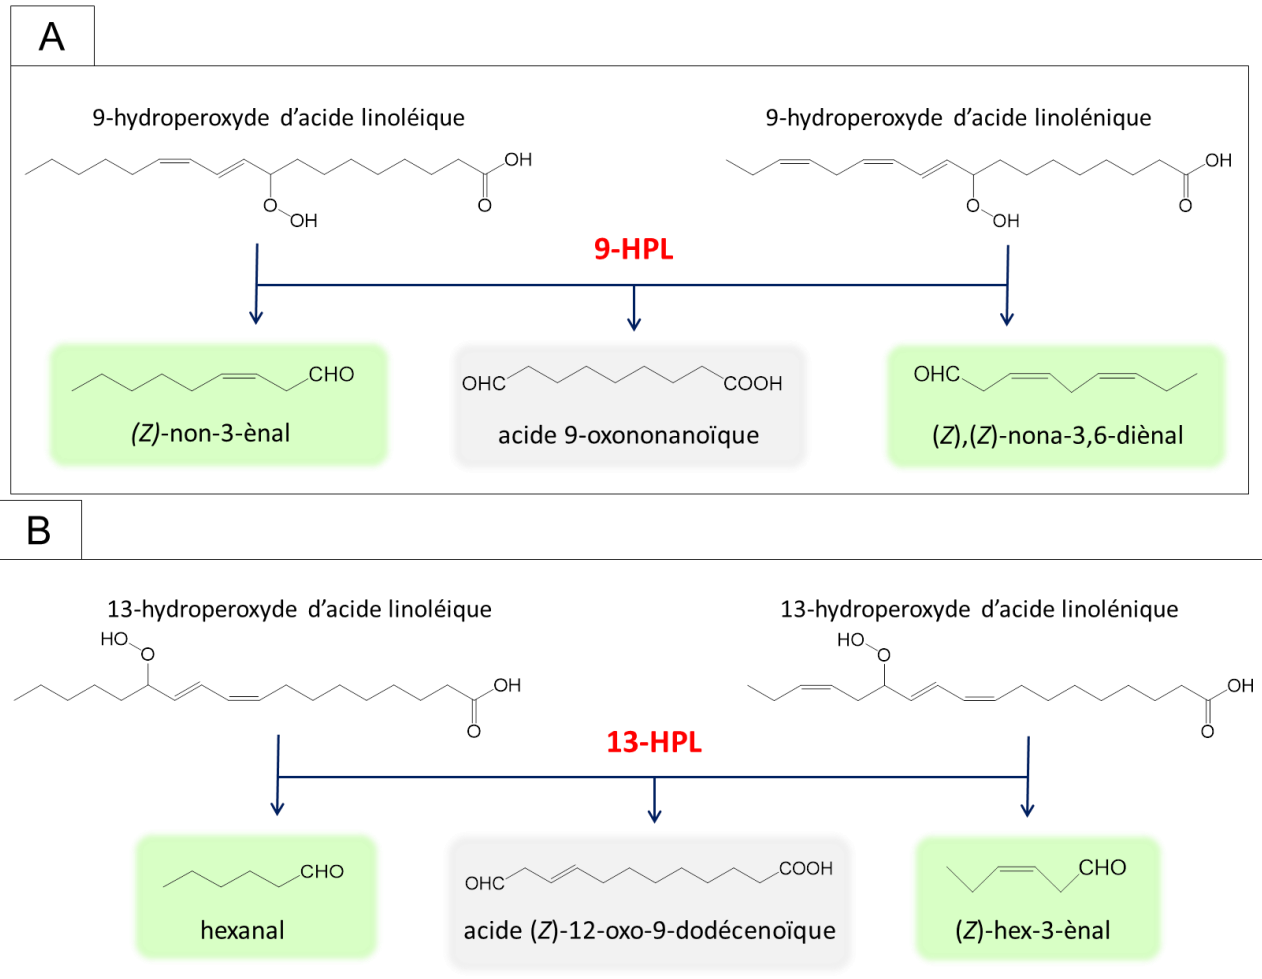 A
9-hydroperoxyde d'acide linoléique
9-hydroperoxyde d'acide linolénique
OH
O
O
OH
OH
O
O
OH
9-HPL
CHO
(Z)-non-3-ènal
OHC
COOH
acide 9-oxononanoïque
OHC
(Z),(Z)-nona-3,6-diènal
B
13-hydroperoxyde d'acide linoléique
13-hydroperoxyde d'acide linolénique
HO
O
OH
O
HO
O
OH
O
13-HPL
CHO
hexanal
OHC
COOH
acide (Z)-12-oxo-9-dodécenoïque
CHO
(Z)-hex-3-ènal